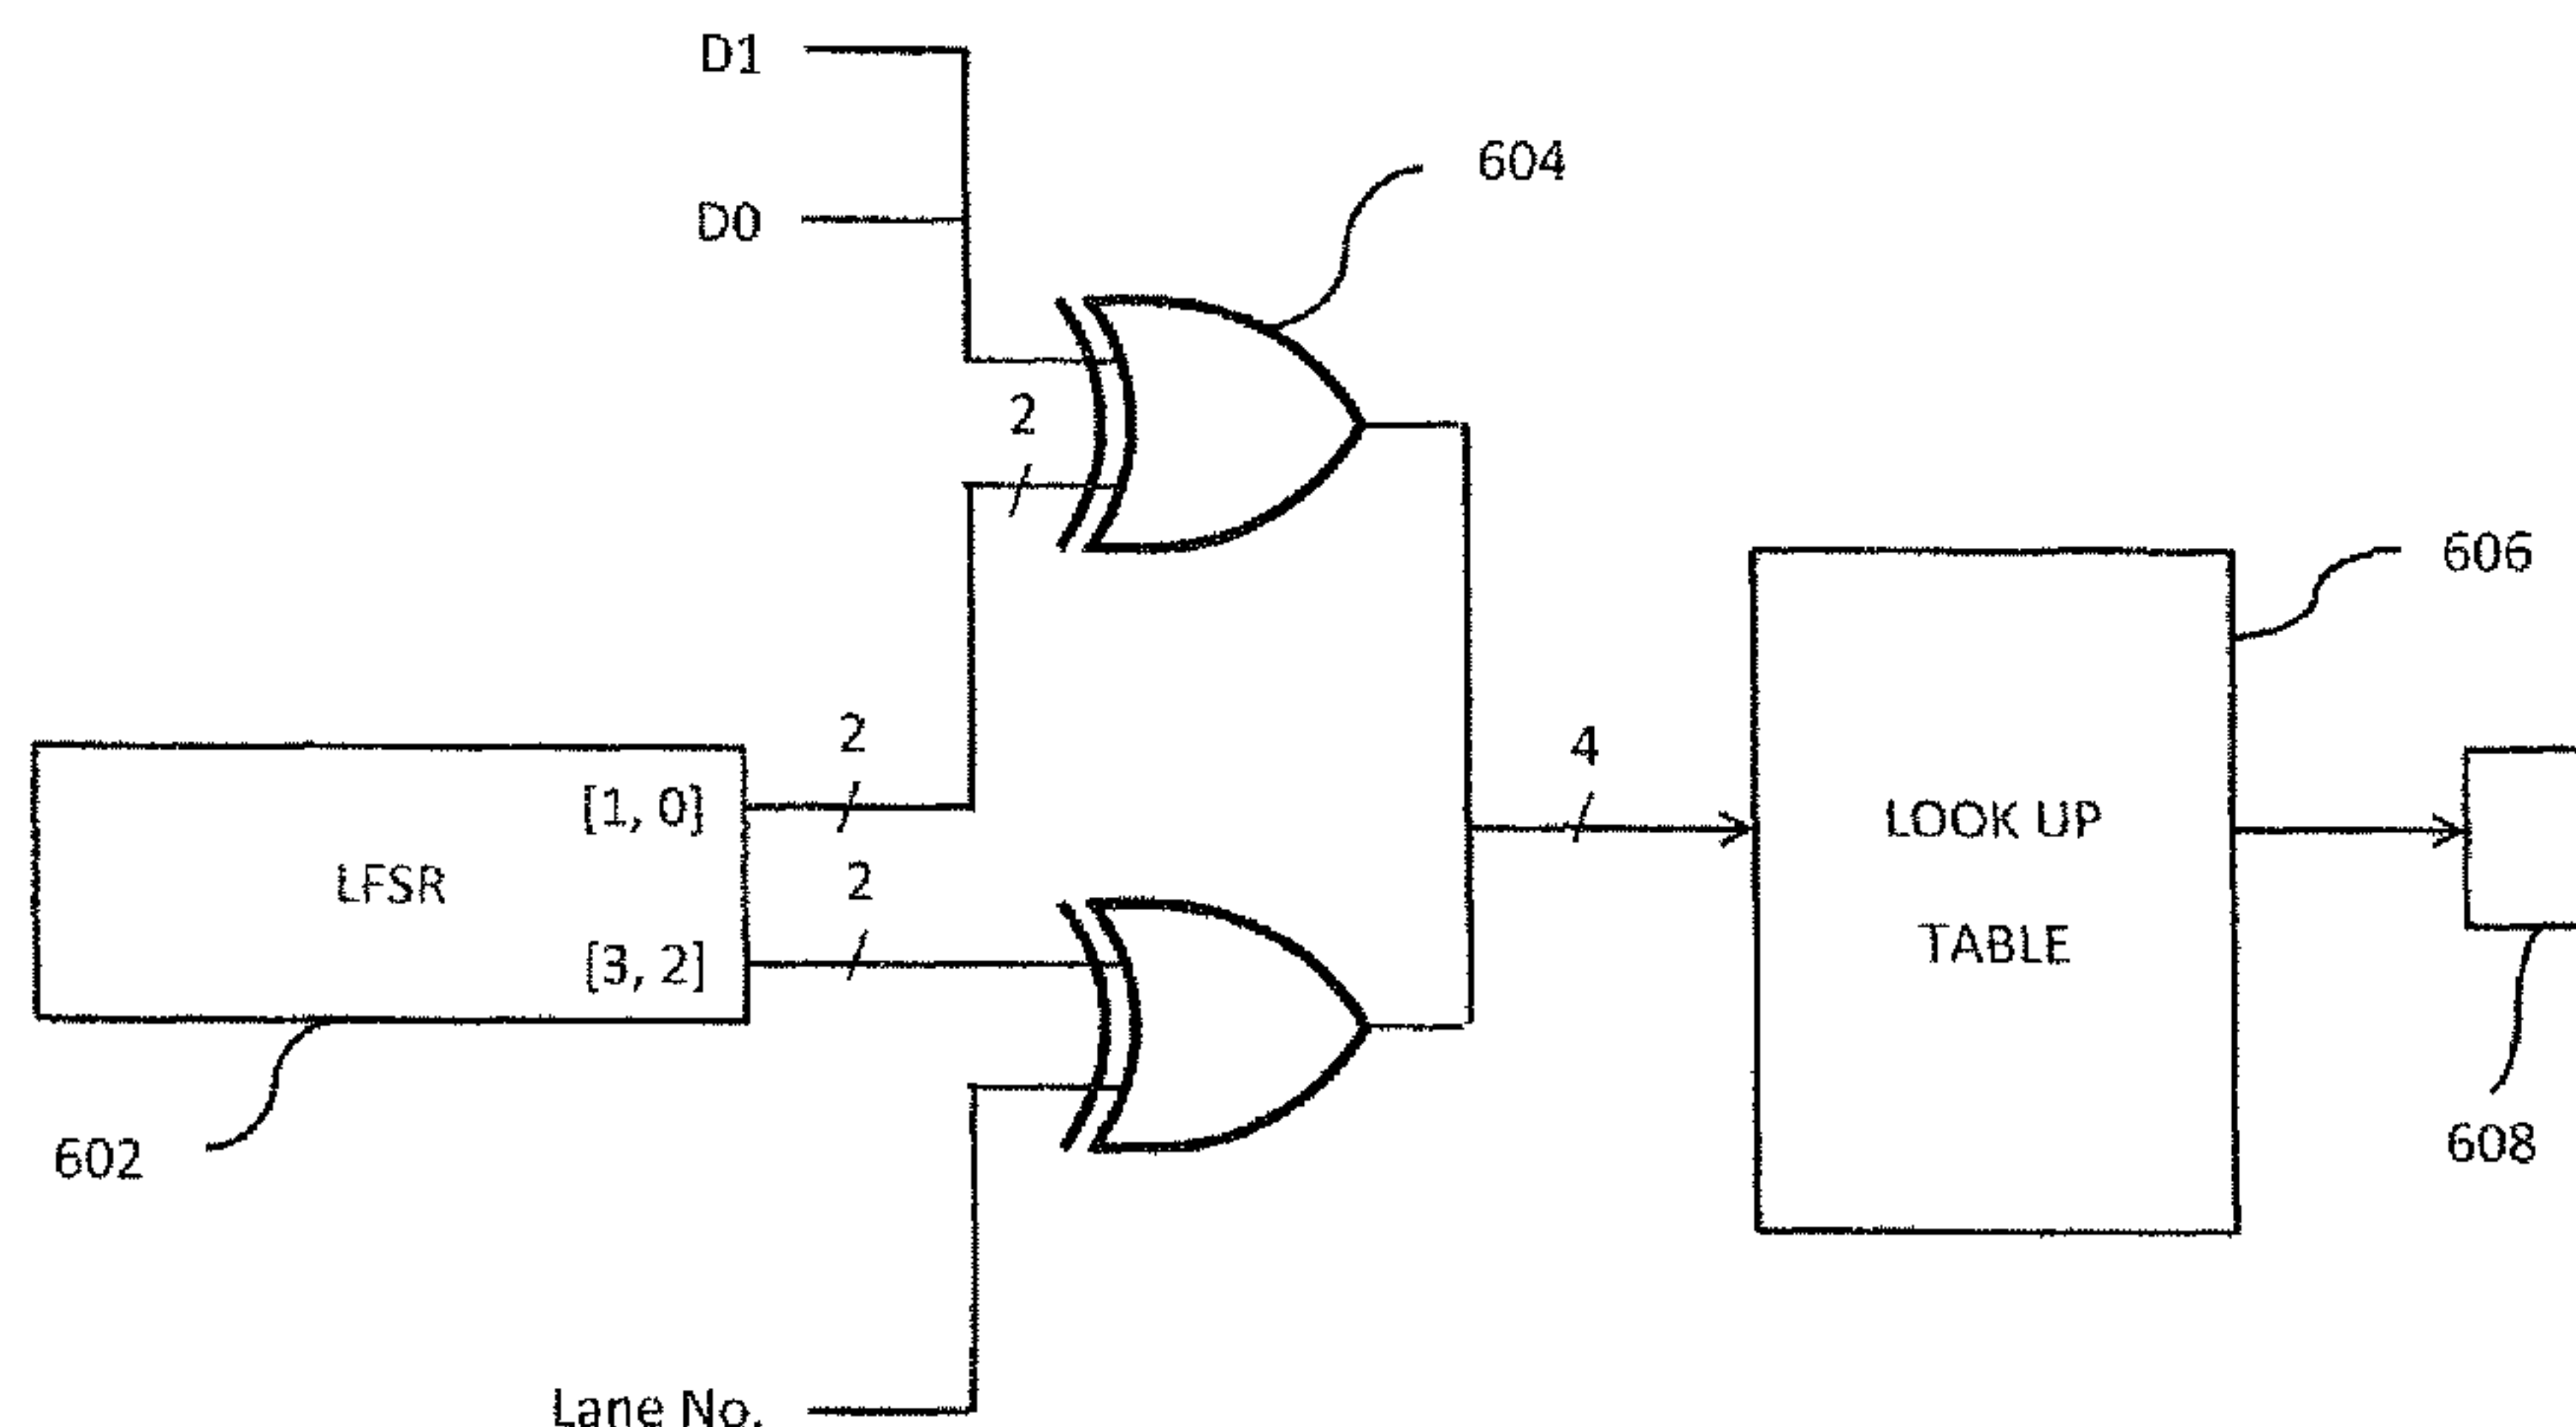 D1
D0
604
2
606
2
4
[1, 0]
LFSR
2
[3, 2]
LOOK UP
TABLE
602
608
Lane No.